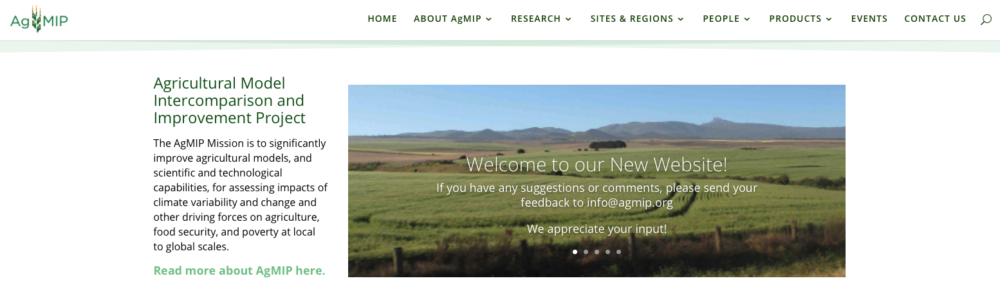 AgMIP
HOME
ABOUT AgMIP
RESEARCH
SITES & REGIONS
PEOPLE
PRODUCTS
EVENTS
CONTACT US
Agricultural Model
Intercomparison and
Improvement Project
The AgMIP Mission is to significantly
improve agricultural models, and
scientific and technological
capabilities, for assessing impacts of
climate variability and change and
other driving forces on agriculture,
food security, and poverty at local
to global scales.
Read more about AgMIP here.
Welcome to our New Website!
If you have any suggestions or comments, please send your
feedback to info@agmip.org
We appreciate your input!